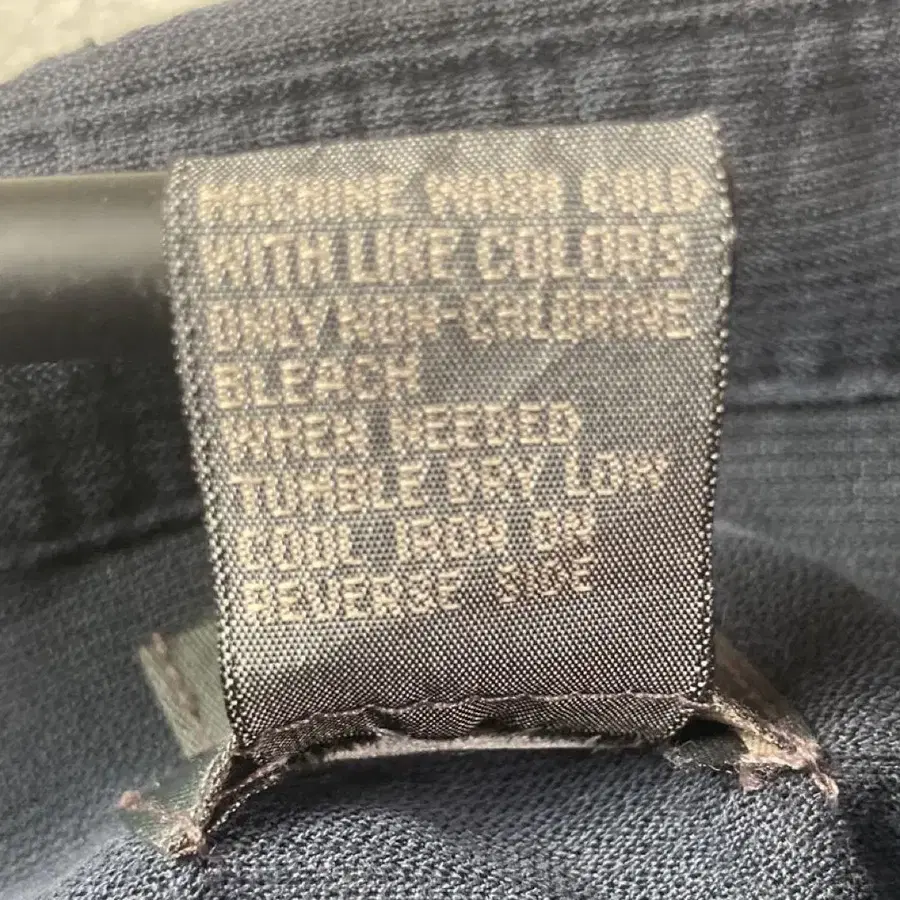 MACHINE WASH COLD
WITH LIKE COLORS
ONLY NON-CHLORINE
BLEACH
WHEN NEEDED
TUMBLE DRY LOW
COOL IRON ON
REVERSE SIDE